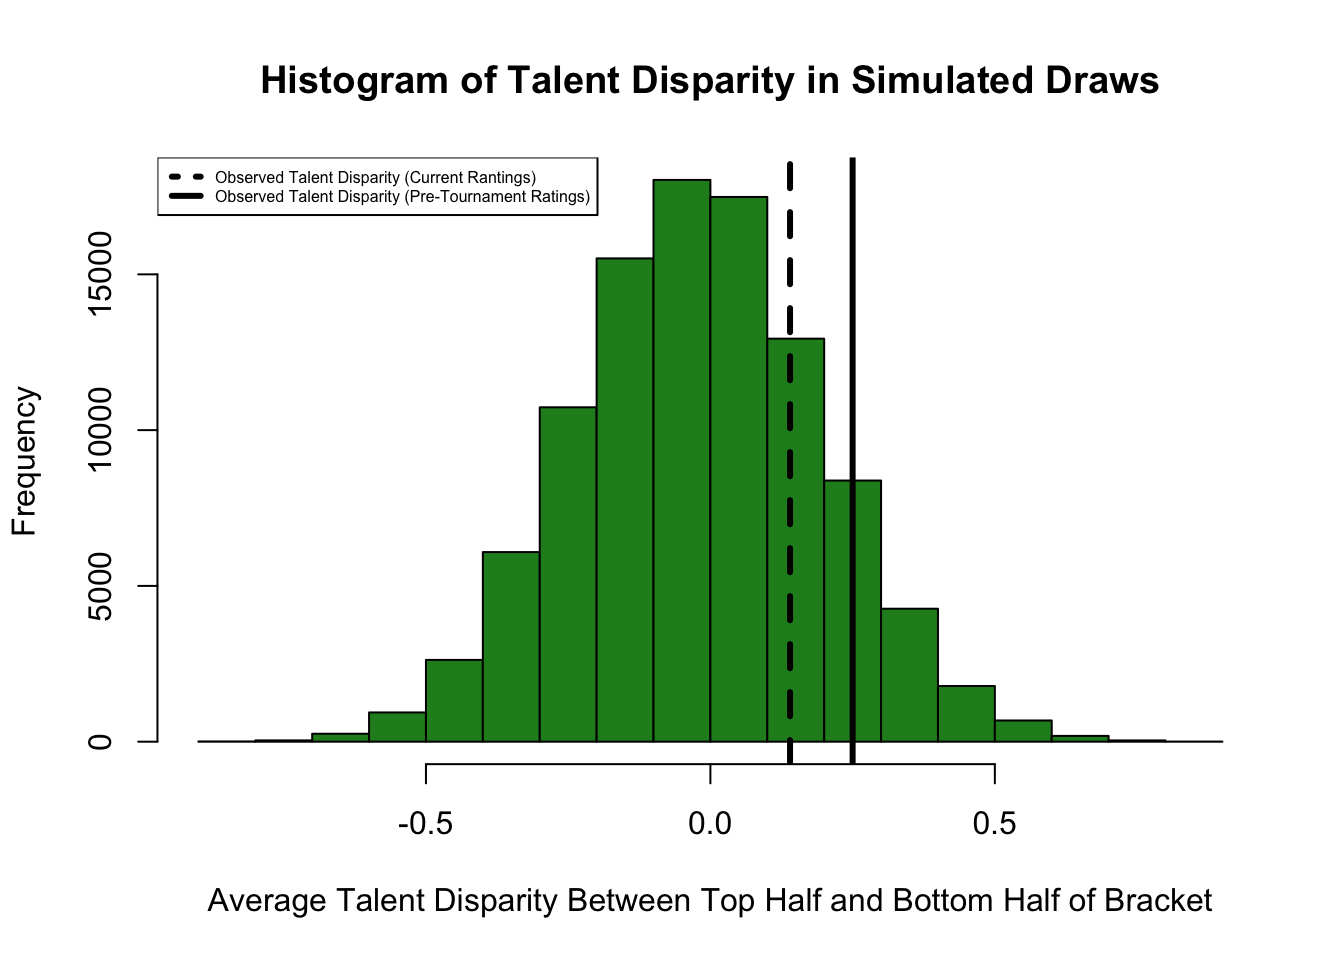 Histogram of Talent Disparity in Simulated Draws
Observed Talent Disparity (Current Rantings)
Observed Talent Disparity (Pre-Tournament Ratings)
Frequency
15000
10000
5000
0
-0.5 0.0 0.5
Average Talent Disparity Between Top Half and Bottom Half of Bracket